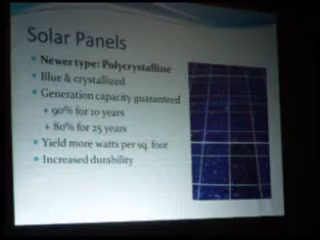 Solar Panels
Newer type: Polycrystalline
Blue & crystallized
Generation capacity guaranteed
+ 90% for 10 years
+ 80% for 25 years
Yield more watts per sq. foot
Increased durability